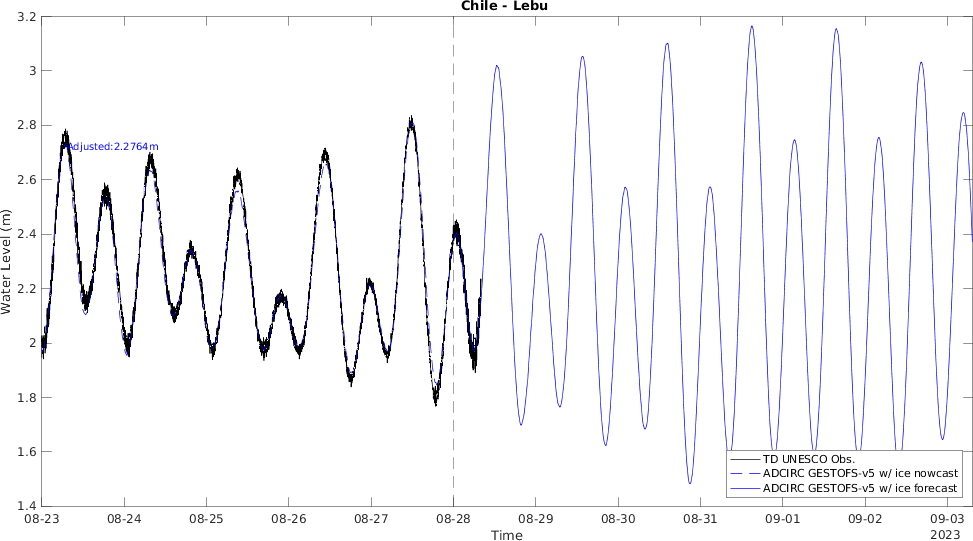 Chile - Lebu
3.2
3
2.8
2.6
2.4
2.2
2
1.8
1.6
1.4
Water Level (m)
Adjusted:2.2764m
TD UNESCO Obs.
ADCIRC GESTOFS-v5 w/ ice nowcast
ADCIRC GESTOFS-v5 w/ ice forecast
08-23 08-24 08-25 08-26 08-27 08-28 08-29 08-30 08-31 09-01 09-02 09-03
Time
2023